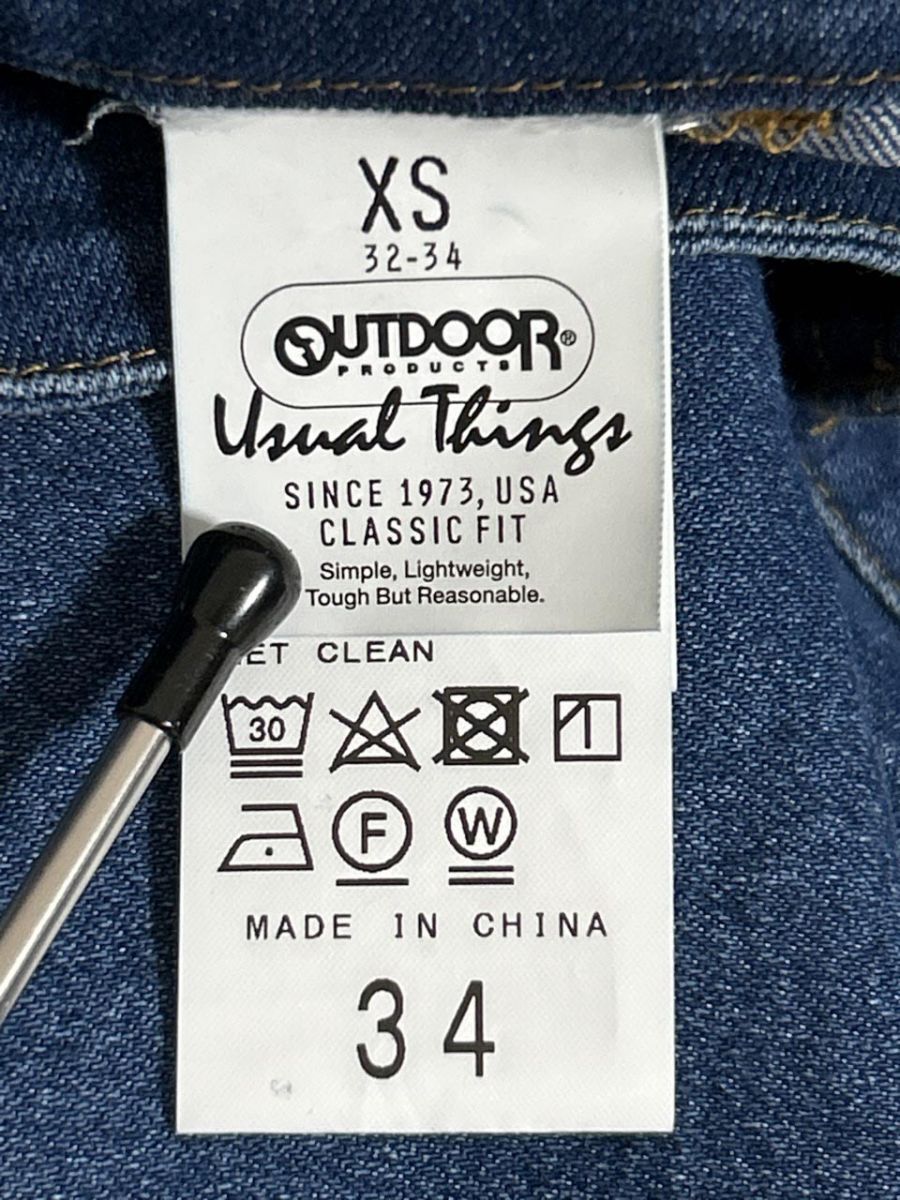 XS
32-34
OUTDOOR®
PRODUCTS
Usual Things
SINCE 1973, USA
CLASSIC FIT
Simple, Lightweight,
Tough But Reasonable.
CLEAN
30
F
W
MADE IN CHINA
34